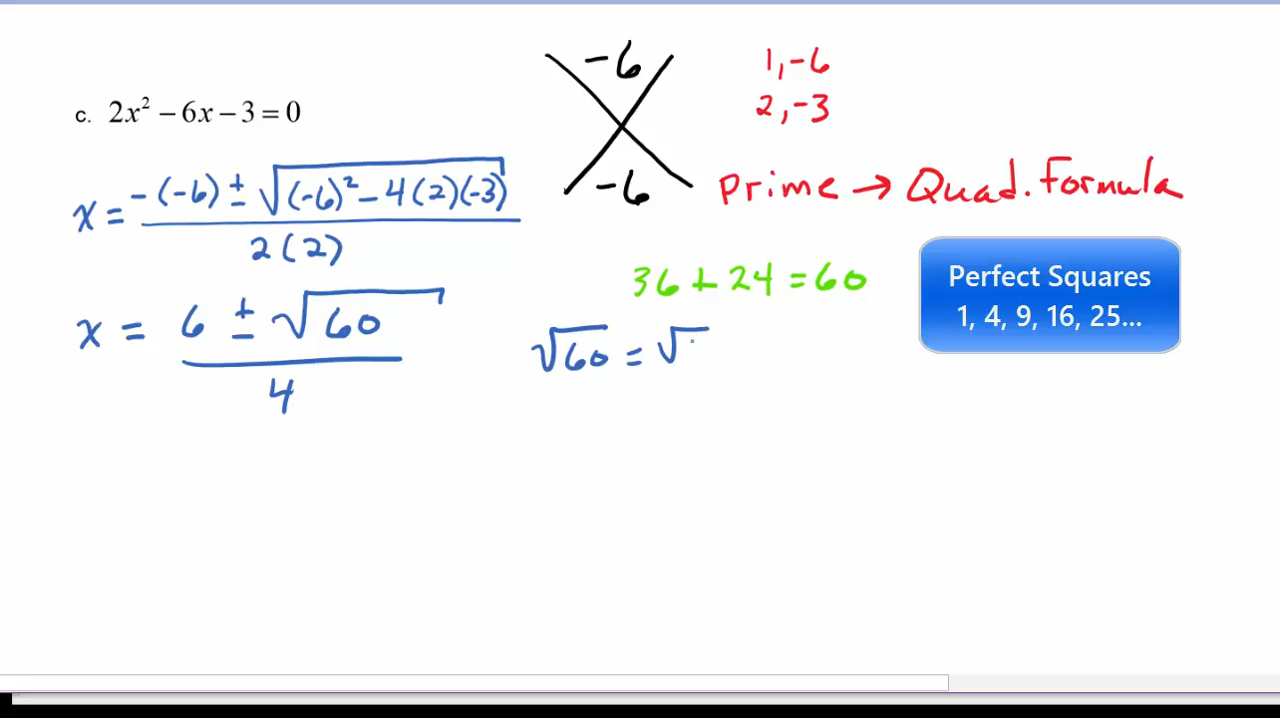 c. 2x² − 6x − 3 = 0
-6
-6
1, -6
2, -3
Prime → Quad. Formula
x = -(-6) ± √(-6)² - 4(2)(-3)
2(2)
36 + 24 = 60
Perfect Squares
1, 4, 9, 16, 25...
x = 6 ± √60
4
√60 = √